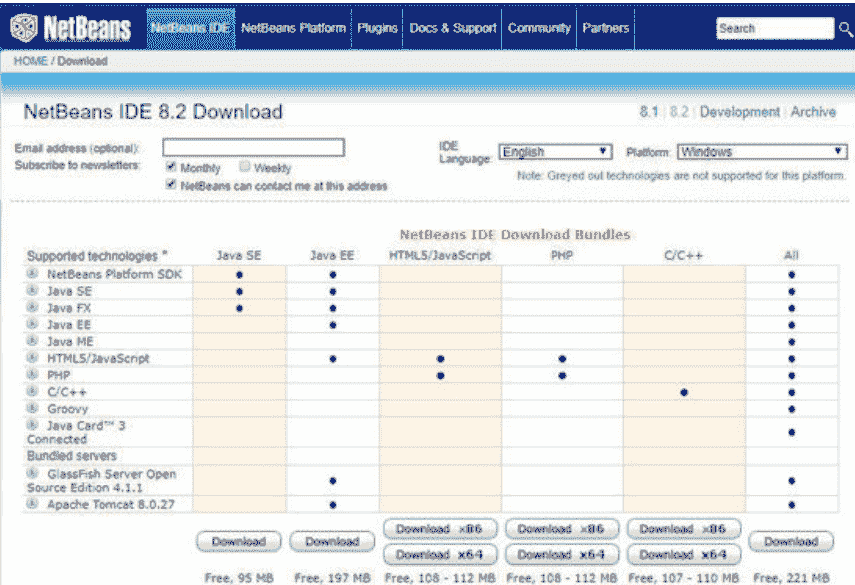 NetBeans
NetBeans IDE NetBeans Platform Plugins Docs & Support Community Partners Search
HOME / Download
NetBeans IDE 8.2 Download
8.1 | 8.2 | Development | Archive
Email address (optional):
Subscribe to newsletters:
Monthly Weekly
NetBeans can contact me at this address
IDE
Language: English
Platform: Windows
Note: Greyed out technologies are not supported for this platform.
NetBeans IDE Download Bundles
Supported technologies * Java SE Java EE HTML5/JavaScript PHP C/C++ All
NetBeans Platform SDK
Java SE
Java FX
Java EE
Java ME
HTML5/JavaScript
PHP
C/C++
Groovy
Java Card™ 3
Connected
Bundled servers
GlassFish Server Open
Source Edition 4.1.1
Apache Tomcat 8.0.27
Download Download Download x86 Download x86 Download x86 Download
Download x64 Download x64 Download x64
Free, 95 MB Free, 197 MB Free, 108 - 112 MB Free, 108 - 112 MB Free, 107 - 110 MB Free, 221 MB